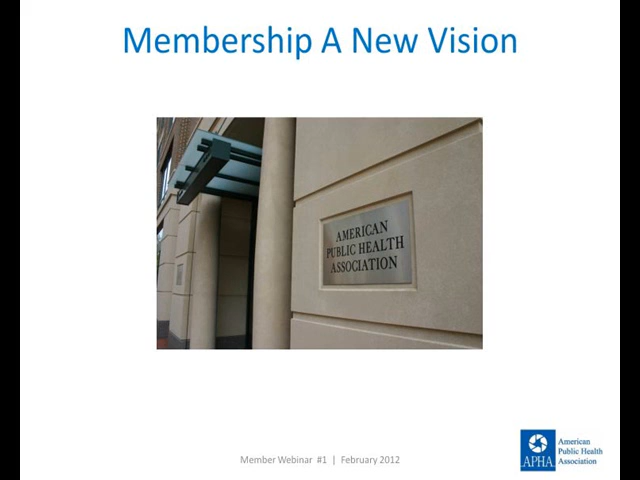 Membership A New Vision
AMERICAN
PUBLIC HEALTH
ASSOCIATION
Member Webinar #1 | February 2012
APHA
American
Public Health
Association